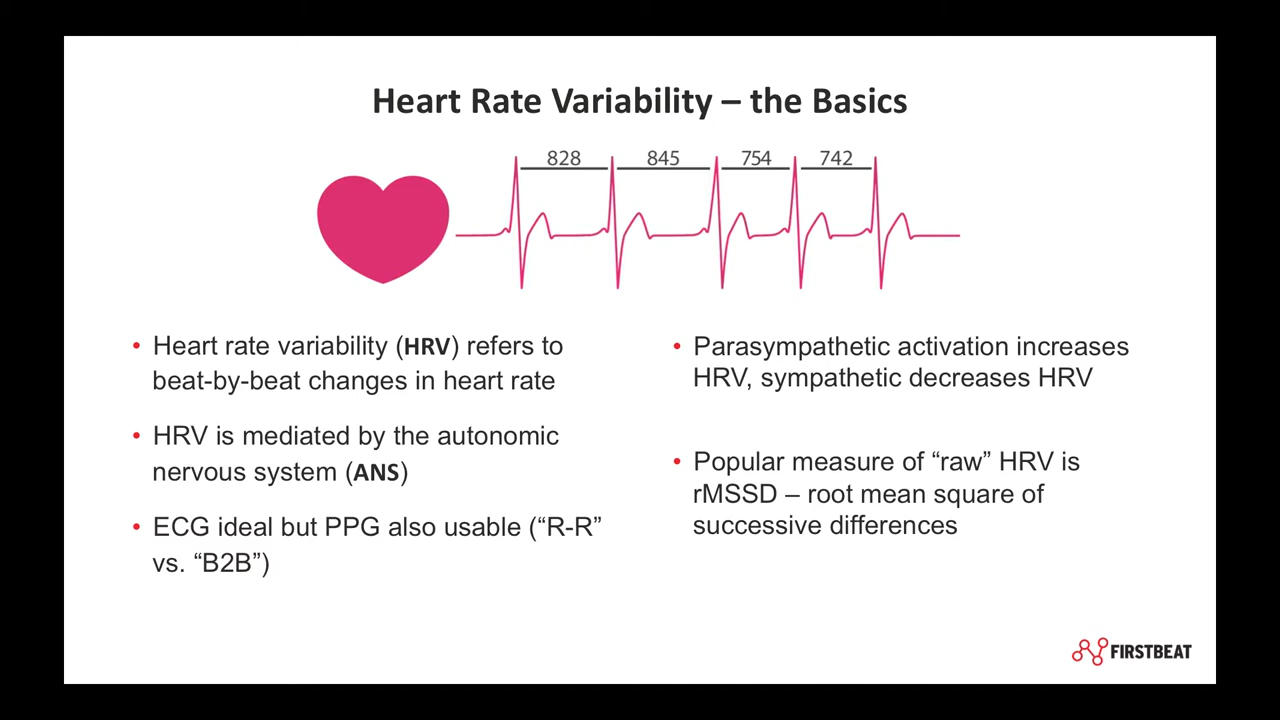 Heart Rate Variability – the Basics
828 845 754 742
• Heart rate variability (HRV) refers to
beat-by-beat changes in heart rate
• HRV is mediated by the autonomic
nervous system (ANS)
• ECG ideal but PPG also usable (“R-R”
vs. “B2B”)
• Parasympathetic activation increases
HRV, sympathetic decreases HRV
• Popular measure of “raw” HRV is
rMSSD – root mean square of
successive differences
FIRSTBEAT